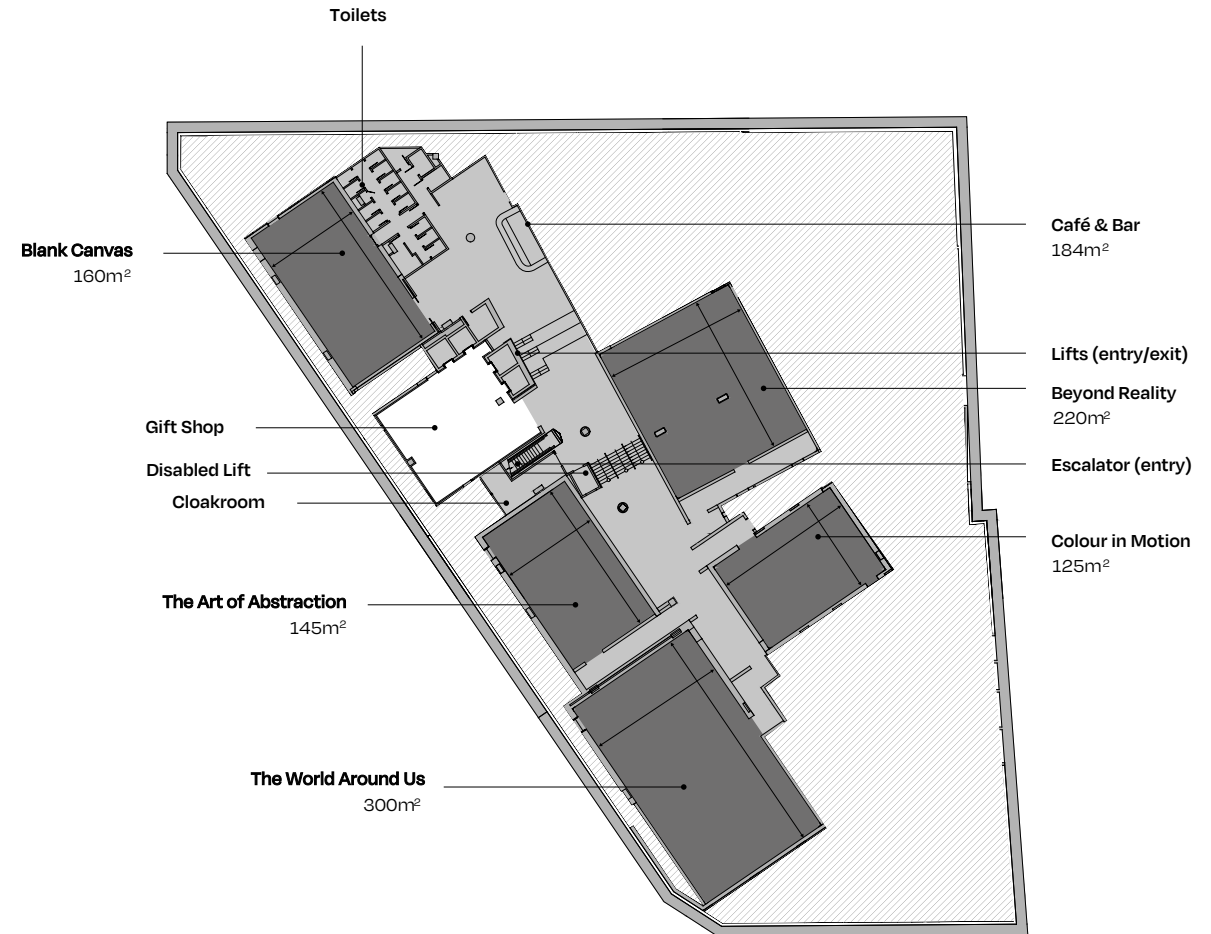 Toilets
Café & Bar
184m²
Blank Canvas
160m²
Lifts (entry/exit)
Beyond Reality
220m²
Gift Shop
Disabled Lift
Escalator (entry)
Cloakroom
Colour in Motion
125m²
The Art of Abstraction
145m²
The World Around Us
300m²